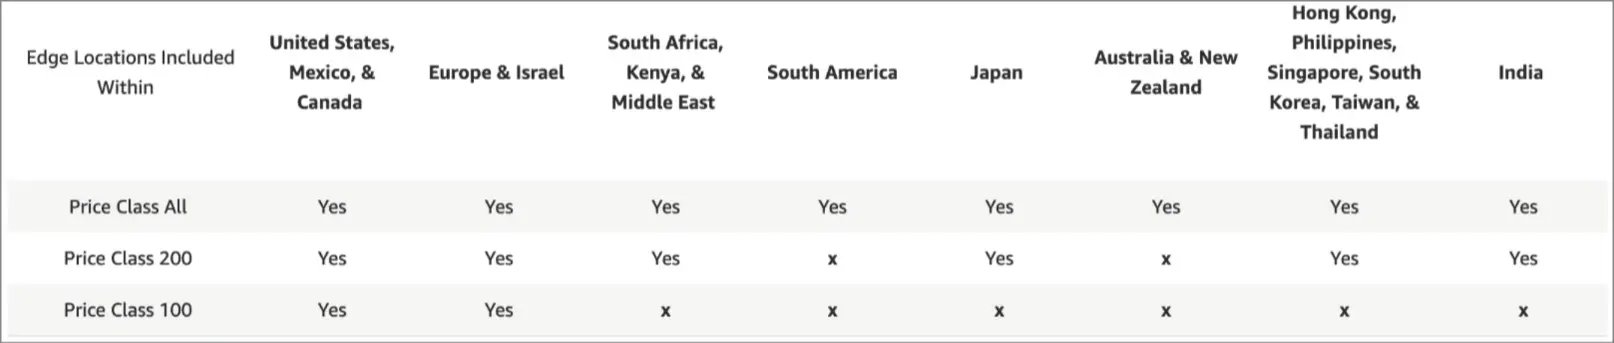 Edge Locations Included
Within
United States,
Mexico, &
Canada
Europe & Israel
South Africa,
Kenya, &
Middle East
South America
Japan
Australia & New
Zealand
Hong Kong,
Philippines,
Singapore, South
Korea, Taiwan, &
Thailand
India
Price Class All Yes Yes Yes Yes Yes Yes Yes Yes
Price Class 200 Yes Yes Yes x Yes x Yes Yes
Price Class 100 Yes Yes x x x x x x